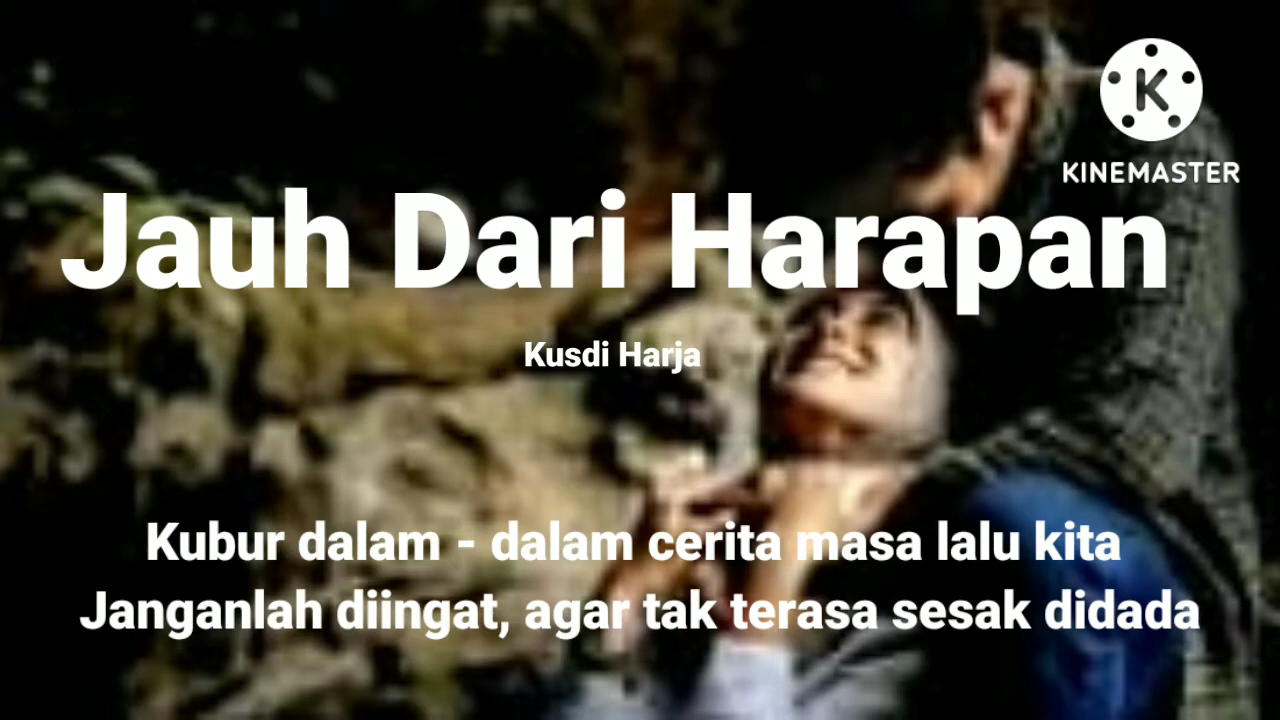 KINEMASTER
Jauh Dari Harapan
Kusdi Harja
Kubur dalam - dalam cerita masa lalu kita
Janganlah diingat, agar tak terasa sesak didada